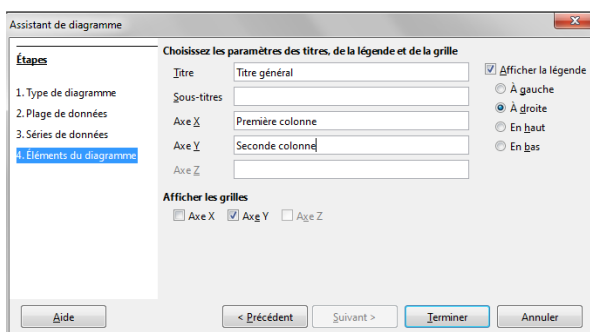 Assistant de diagramme
Étapes
1. Type de diagramme
2. Plage de données
3. Séries de données
4. Éléments du diagramme
Choisissez les paramètres des titres, de la légende et de la grille
Titre
Titre général
Sous-titres
Axe X
Première colonne
Axe Y
Seconde colonne
Axe Z
Afficher la légende
À gauche
À droite
En haut
En bas
Afficher les grilles
Axe X Axe Y Axe Z
Aide < Précédent Suivant > Terminer Annuler